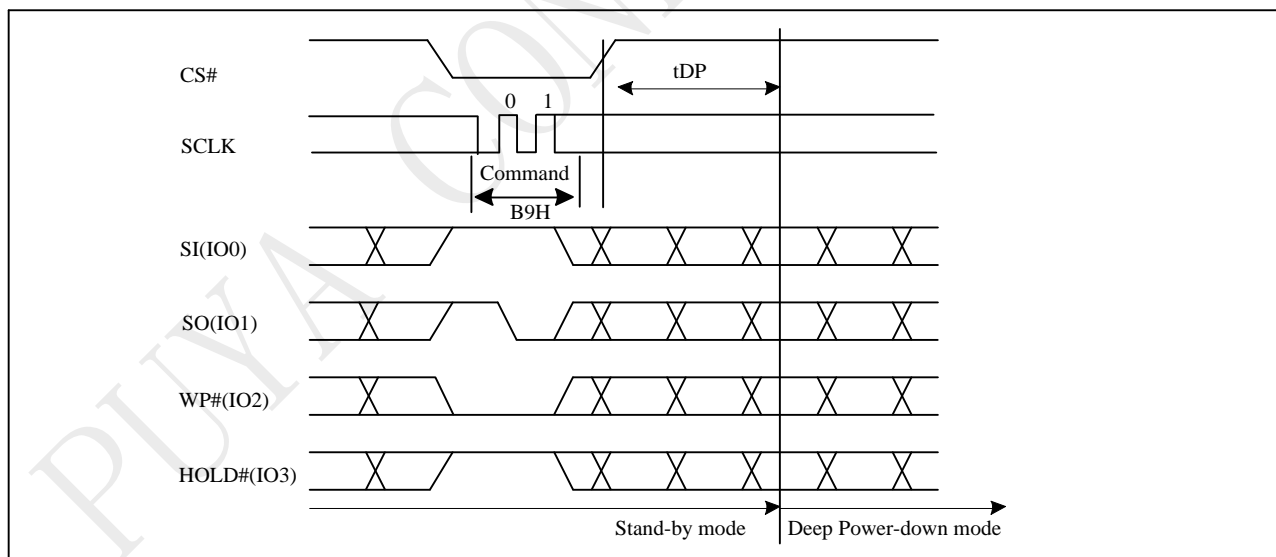 PUYA CONF
CS#
tDP
0 1
SCLK
Command
B9H
SI(IO0)
SO(IO1)
WP#(IO2)
HOLD#(IO3)
Stand-by mode
Deep Power-down mode